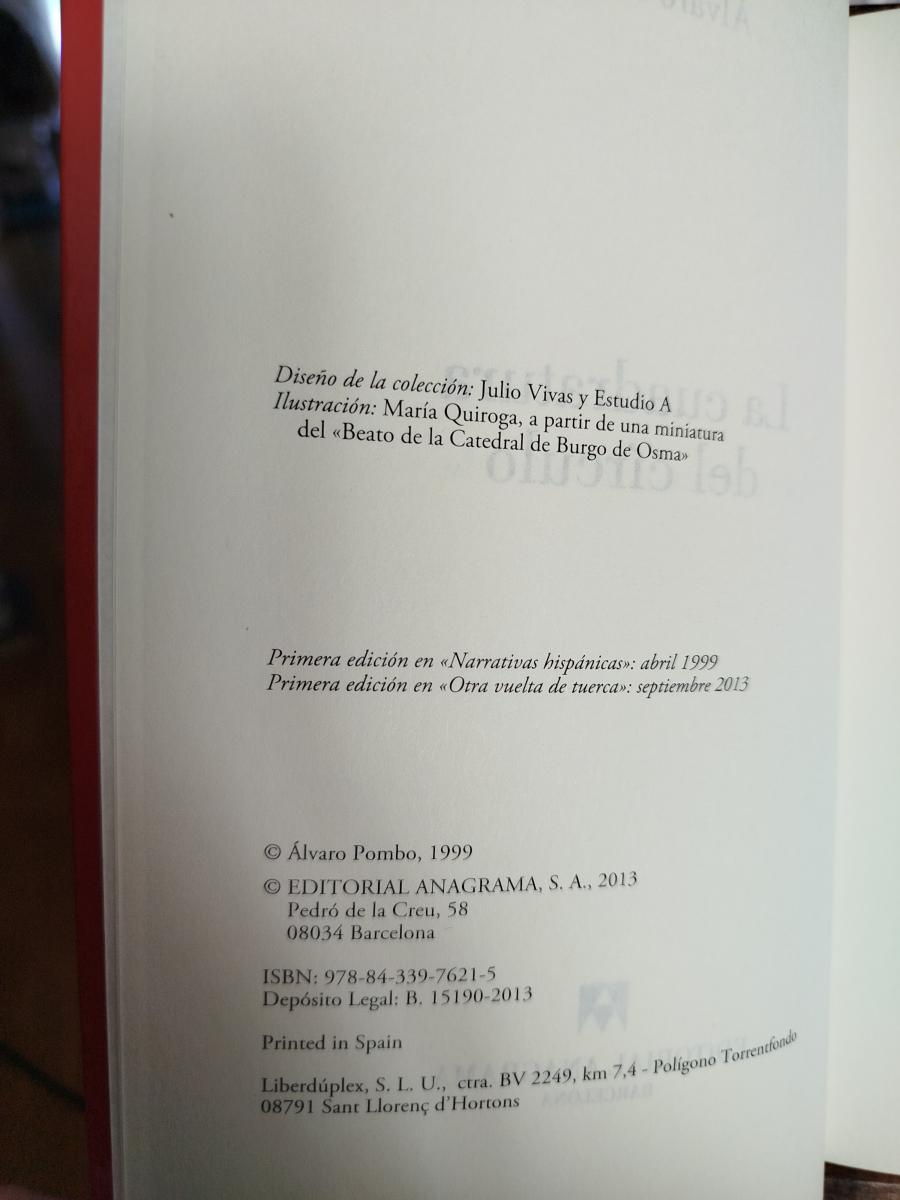 Diseño de la colección: Julio Vivas y Estudio A
Ilustración: María Quiroga, a partir de una miniatura
del «Beato de la Catedral de Burgo de Osma»
Primera edición en «Narrativas hispánicas»: abril 1999
Primera edición en «Otra vuelta de tuerca»: septiembre 2013
© Álvaro Pombo, 1999
© EDITORIAL ANAGRAMA, S. A., 2013
Pedró de la Creu, 58
08034 Barcelona
ISBN: 978-84-339-7621-5
Depósito Legal: B. 15190-2013
Printed in Spain
Liberdúplex, S. L. U., ctra. BV 2249, km 7,4 - Polígono Torrentfondo
08791 Sant Llorenç d'Hortons